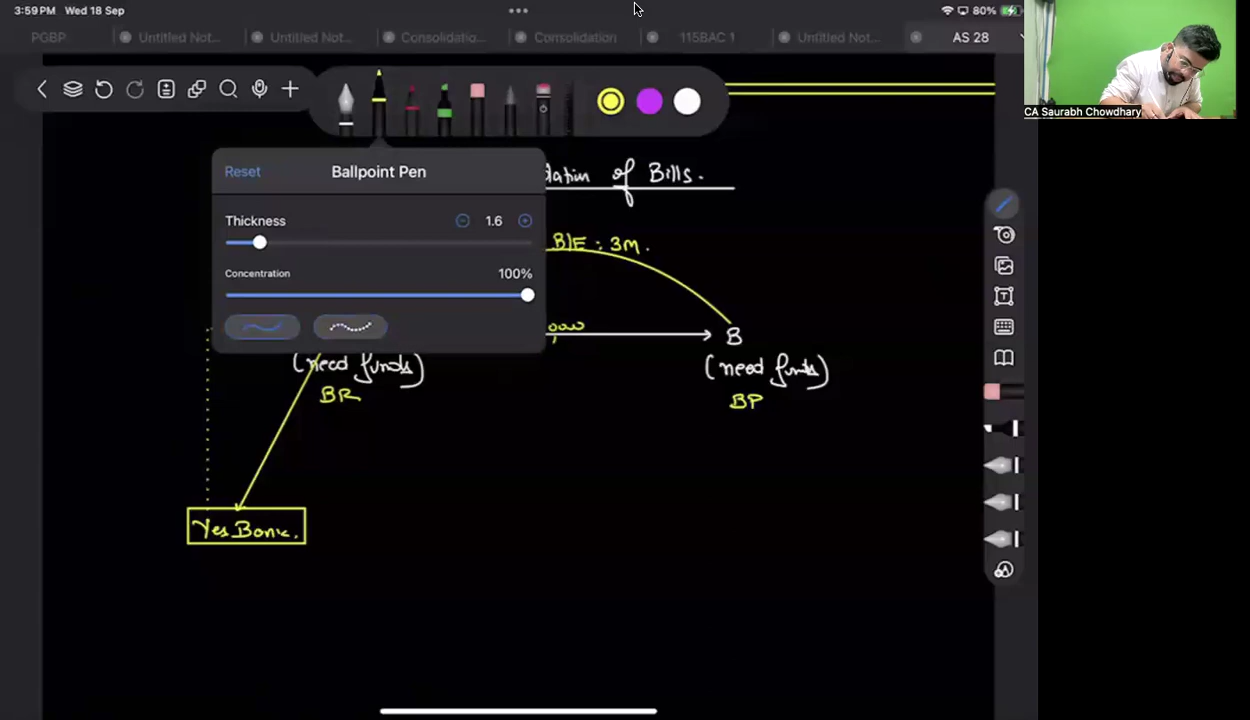 3:59 PM Wed 18 Sep
80%
PGBP
Untitled Not...
Untitled Not...
Consolidatio...
Consolidation
115BAC 1
Untitled Not...
AS 28
CA Saurabh Chowdhary
Reset
Ballpoint Pen
Thickness
1.6
Concentration
100%
of Bills.
B/E : 3M.
B
(need funds)
BR
(need funds)
BP
Yes Bank.